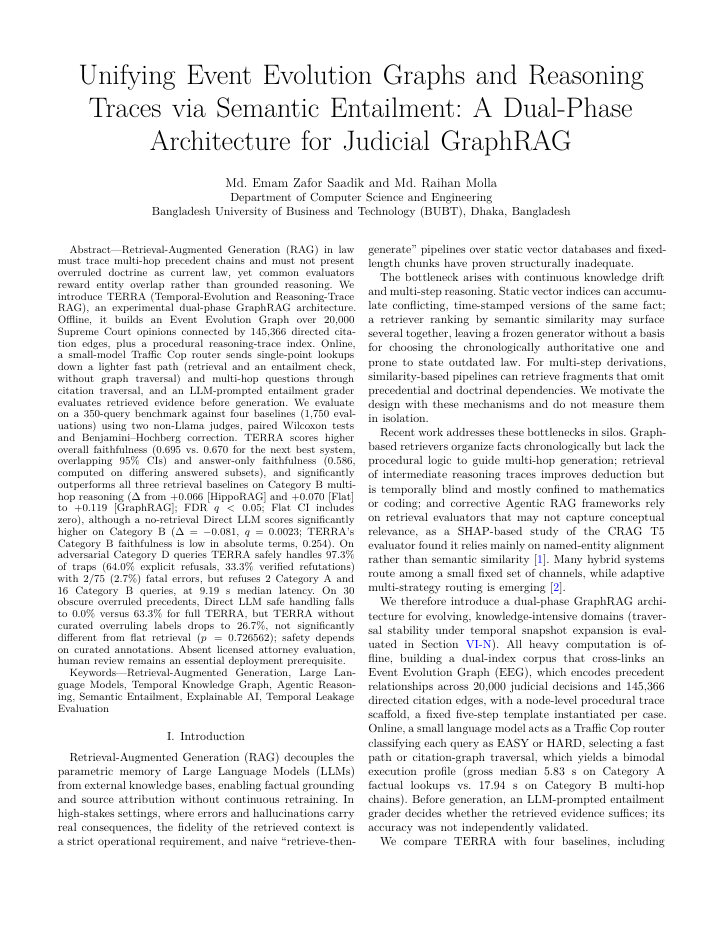 Unifying Event Evolution Graphs and Reasoning
Traces via Semantic Entailment: A Dual-Phase
Architecture for Judicial GraphRAG
Md. Emam Zafor Saadik and Md. Raihan Molla
Department of Computer Science and Engineering
Bangladesh University of Business and Technology (BUBT), Dhaka, Bangladesh
Abstract—Retrieval-Augmented Generation (RAG) in law
must trace multi-hop precedent chains and must not present
overruled doctrine as current law, yet common evaluators
reward entity overlap rather than grounded reasoning. We
introduce TERRA (Temporal-Evolution and Reasoning-Trace
RAG), an experimental dual-phase GraphRAG architecture.
Offline, it builds an Event Evolution Graph over 20,000
Supreme Court opinions connected by 145,366 directed cita-
tion edges, plus a procedural reasoning-trace index. Online,
a small-model Traffic Cop router sends single-point lookups
down a lighter fast path (retrieval and an entailment check,
without graph traversal) and multi-hop questions through
citation traversal, and an LLM-prompted entailment grader
evaluates retrieved evidence before generation. We evaluate
on a 350-query benchmark against four baselines (1,750 eval-
uations) using two non-Llama judges, paired Wilcoxon tests
and Benjamini–Hochberg correction. TERRA scores higher
overall faithfulness (0.695 vs. 0.670 for the next best system,
overlapping 95% CIs) and answer-only faithfulness (0.586,
computed on differing answered subsets), and significantly
outperforms all three retrieval baselines on Category B multi-
hop reasoning (Δ from +0.066 [HippoRAG] and +0.070 [Flat]
to +0.119 [GraphRAG]; FDR q < 0.05; Flat CI includes
zero), although a no-retrieval Direct LLM scores significantly
higher on Category B (Δ = −0.081, q = 0.0023; TERRA's
Category B faithfulness is low in absolute terms, 0.254). On
adversarial Category D queries TERRA safely handles 97.3%
of traps (64.0% explicit refusals, 33.3% verified refutations)
with 2/75 (2.7%) fatal errors, but refuses 2 Category A and
16 Category B queries, at 9.19 s median latency. On 30
obscure overruled precedents, Direct LLM safe handling falls
to 0.0% versus 63.3% for full TERRA, but TERRA without
curated overruling labels drops to 26.7%, not significantly
different from flat retrieval (p = 0.726562); safety depends
on curated annotations. Absent licensed attorney evaluation,
human review remains an essential deployment prerequisite.
Keywords—Retrieval-Augmented Generation, Large Lan-
guage Models, Temporal Knowledge Graph, Agentic Reason-
ing, Semantic Entailment, Explainable AI, Temporal Leakage
Evaluation
I. Introduction
Retrieval-Augmented Generation (RAG) decouples the
parametric memory of Large Language Models (LLMs)
from external knowledge bases, enabling factual grounding
and source attribution without continuous retraining. In
high-stakes settings, where errors and hallucinations carry
real consequences, the fidelity of the retrieved context is
a strict operational requirement, and naive “retrieve-then-
generate” pipelines over static vector databases and fixed-
length chunks have proven structurally inadequate.
The bottleneck arises with continuous knowledge drift
and multi-step reasoning. Static vector indices can accumu-
late conflicting, time-stamped versions of the same fact;
a retriever ranking by semantic similarity may surface
several together, leaving a frozen generator without a basis
for choosing the chronologically authoritative one and
prone to state outdated law. For multi-step derivations,
similarity-based pipelines can retrieve fragments that omit
precedential and doctrinal dependencies. We motivate the
design with these mechanisms and do not measure them
in isolation.
Recent work addresses these bottlenecks in silos. Graph-
based retrievers organize facts chronologically but lack the
procedural logic to guide multi-hop generation; retrieval
of intermediate reasoning traces improves deduction but
is temporally blind and mostly confined to mathematics
or coding; and corrective Agentic RAG frameworks rely
on retrieval evaluators that may not capture conceptual
relevance, as a SHAP-based study of the CRAG T5
evaluator found it relies mainly on named-entity alignment
rather than semantic similarity [1]. Many hybrid systems
route among a small fixed set of channels, while adaptive
multi-strategy routing is emerging [2].
We therefore introduce a dual-phase GraphRAG archi-
tecture for evolving, knowledge-intensive domains (traver-
sal stability under temporal snapshot expansion is eval-
uated in Section VI-N). All heavy computation is of-
fline, building a dual-index corpus that cross-links an
Event Evolution Graph (EEG), which encodes precedent
relationships across 20,000 judicial decisions and 145,366
directed citation edges, with a node-level procedural trace
scaffold, a fixed five-step template instantiated per case.
Online, a small language model acts as a Traffic Cop router
classifying each query as EASY or HARD, selecting a fast
path or citation-graph traversal, which yields a bimodal
execution profile (gross median 5.83 s on Category A
factual lookups vs. 17.94 s on Category B multi-hop
chains). Before generation, an LLM-prompted entailment
grader decides whether the retrieved evidence suffices; its
accuracy was not independently validated.
We compare TERRA with four baselines, including